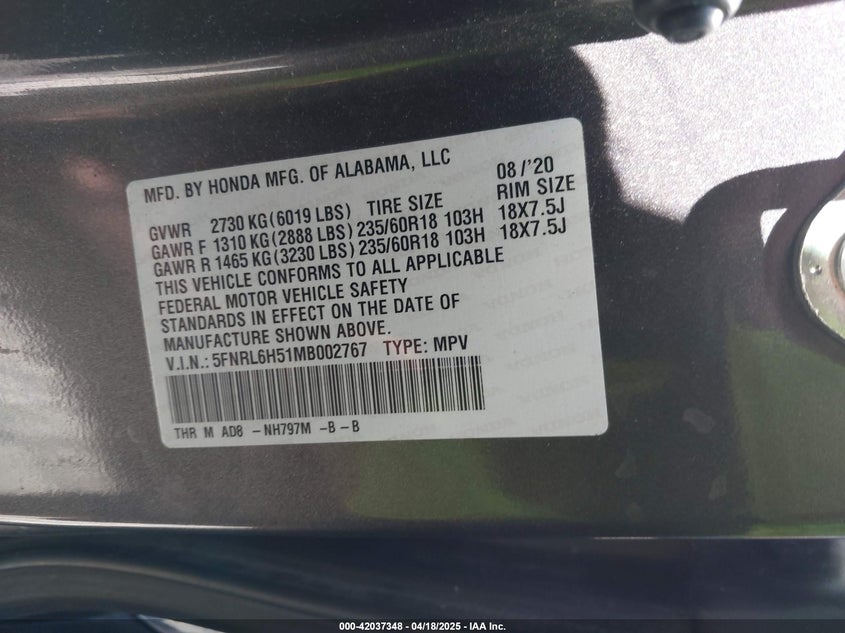 MFD. BY HONDA MFG. OF ALABAMA, LLC 08/'20
GVWR 2730 KG(6019 LBS) TIRE SIZE RIM SIZE
GAWR F 1310 KG(2888 LBS) 235/60R18 103H 18X7.5J
GAWR R 1465 KG(3230 LBS) 235/60R18 103H 18X7.5J
THIS VEHICLE CONFORMS TO ALL APPLICABLE
FEDERAL MOTOR VEHICLE SAFETY
STANDARDS IN EFFECT ON THE DATE OF
MANUFACTURE SHOWN ABOVE.
V.I.N.: 5FNRL6H51MB002767 TYPE: MPV
THR M AD8 -NH797M -B-B
000-42037348 - 04/18/2025 - IAA Inc.